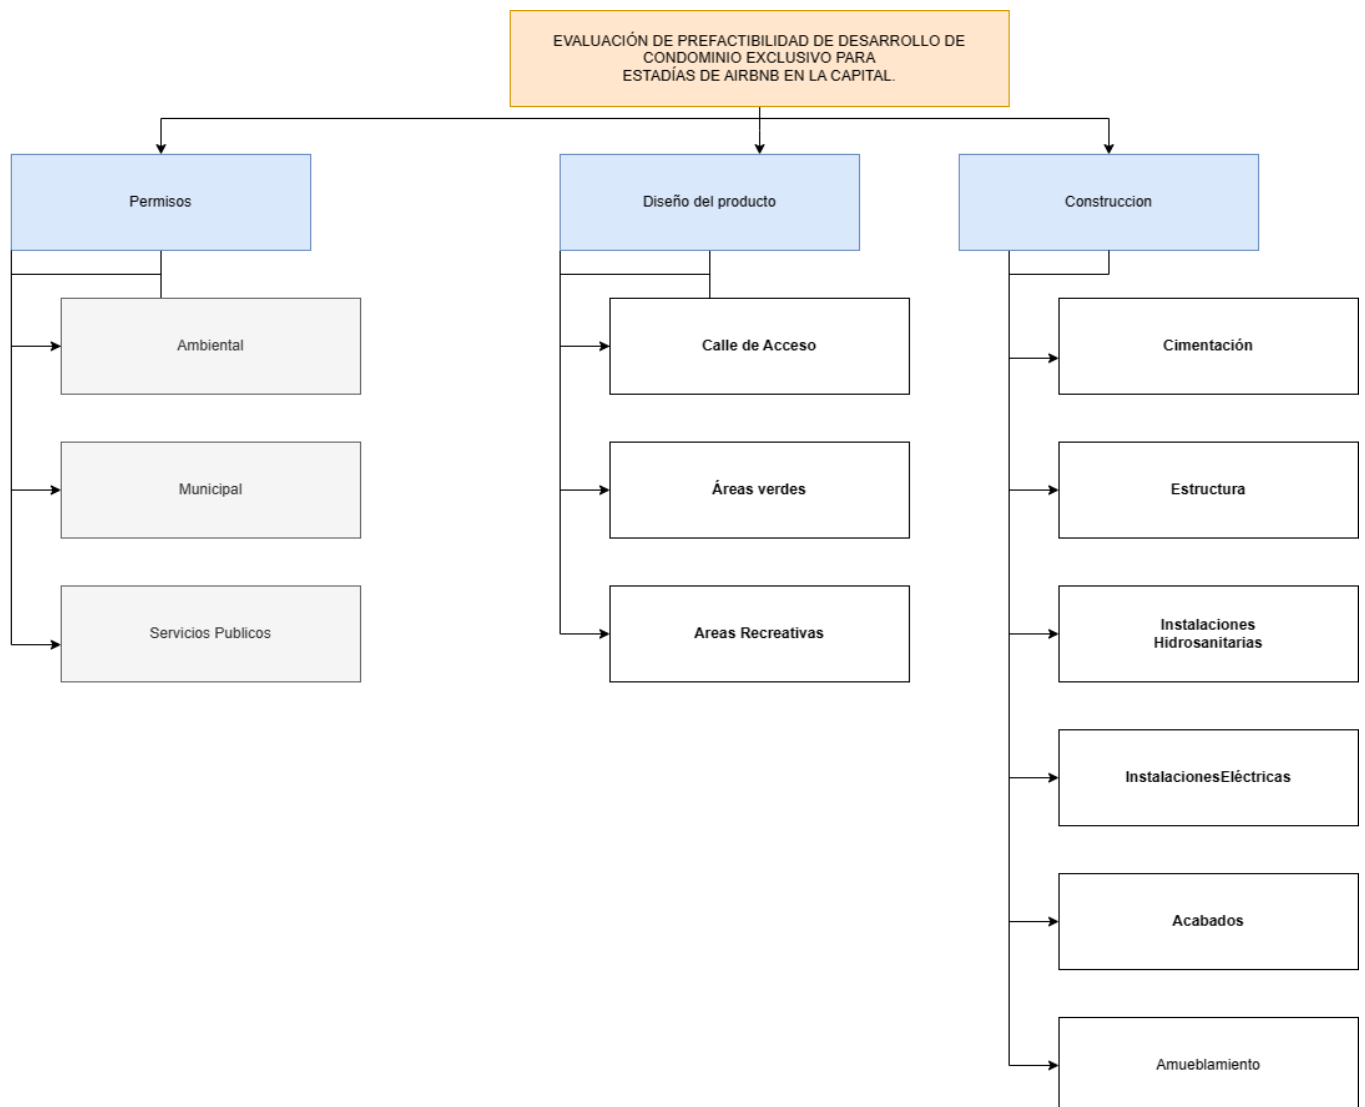 EVALUACIÓN DE PREFACTIBILIDAD DE DESARROLLO DE
CONDOMINIO EXCLUSIVO PARA
ESTADÍAS DE AIRBNB EN LA CAPITAL.
Permisos
Diseño del producto
Construccion
Ambiental
Calle de Acceso
Cimentación
Municipal
Áreas verdes
Estructura
Servicios Publicos
Areas Recreativas
Instalaciones
Hidrosanitarias
InstalacionesEléctricas
Acabados
Amueblamiento